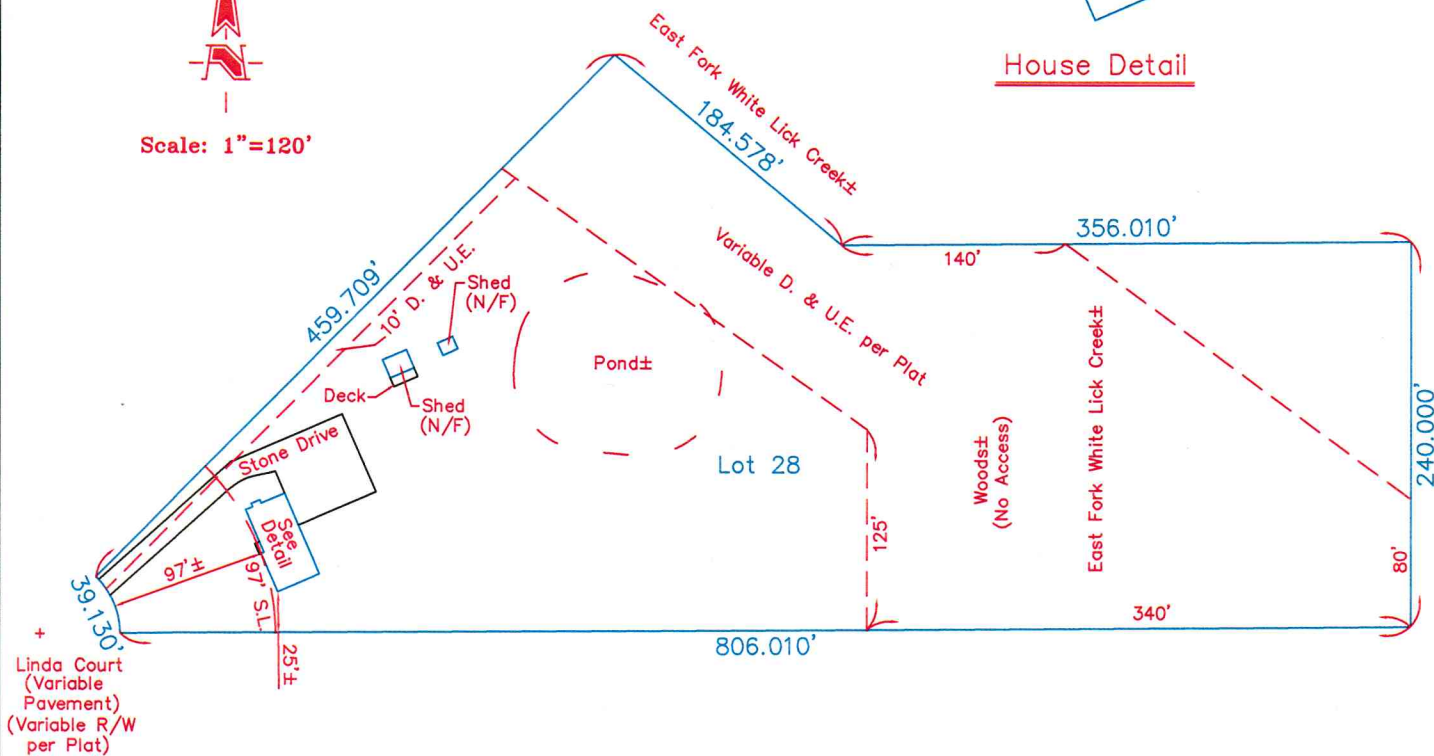 N
Scale: 1"=120'
House Detail
East Fork White Lick Creek±
184.578'
356.010'
140'
459.709'
10' D. & U.E.
Shed
(N/F)
Variable D. & U.E. per Plat
Pond±
Deck
Shed
(N/F)
Stone Drive
Lot 28
Woods±
(No Access)
East Fork White Lick Creek±
240.000'
See
Detail
125'
80'
97'±
97' S.L.
39.130'
340'
806.010'
25'±
Linda Court
(Variable
Pavement)
(Variable R/W
per Plat)